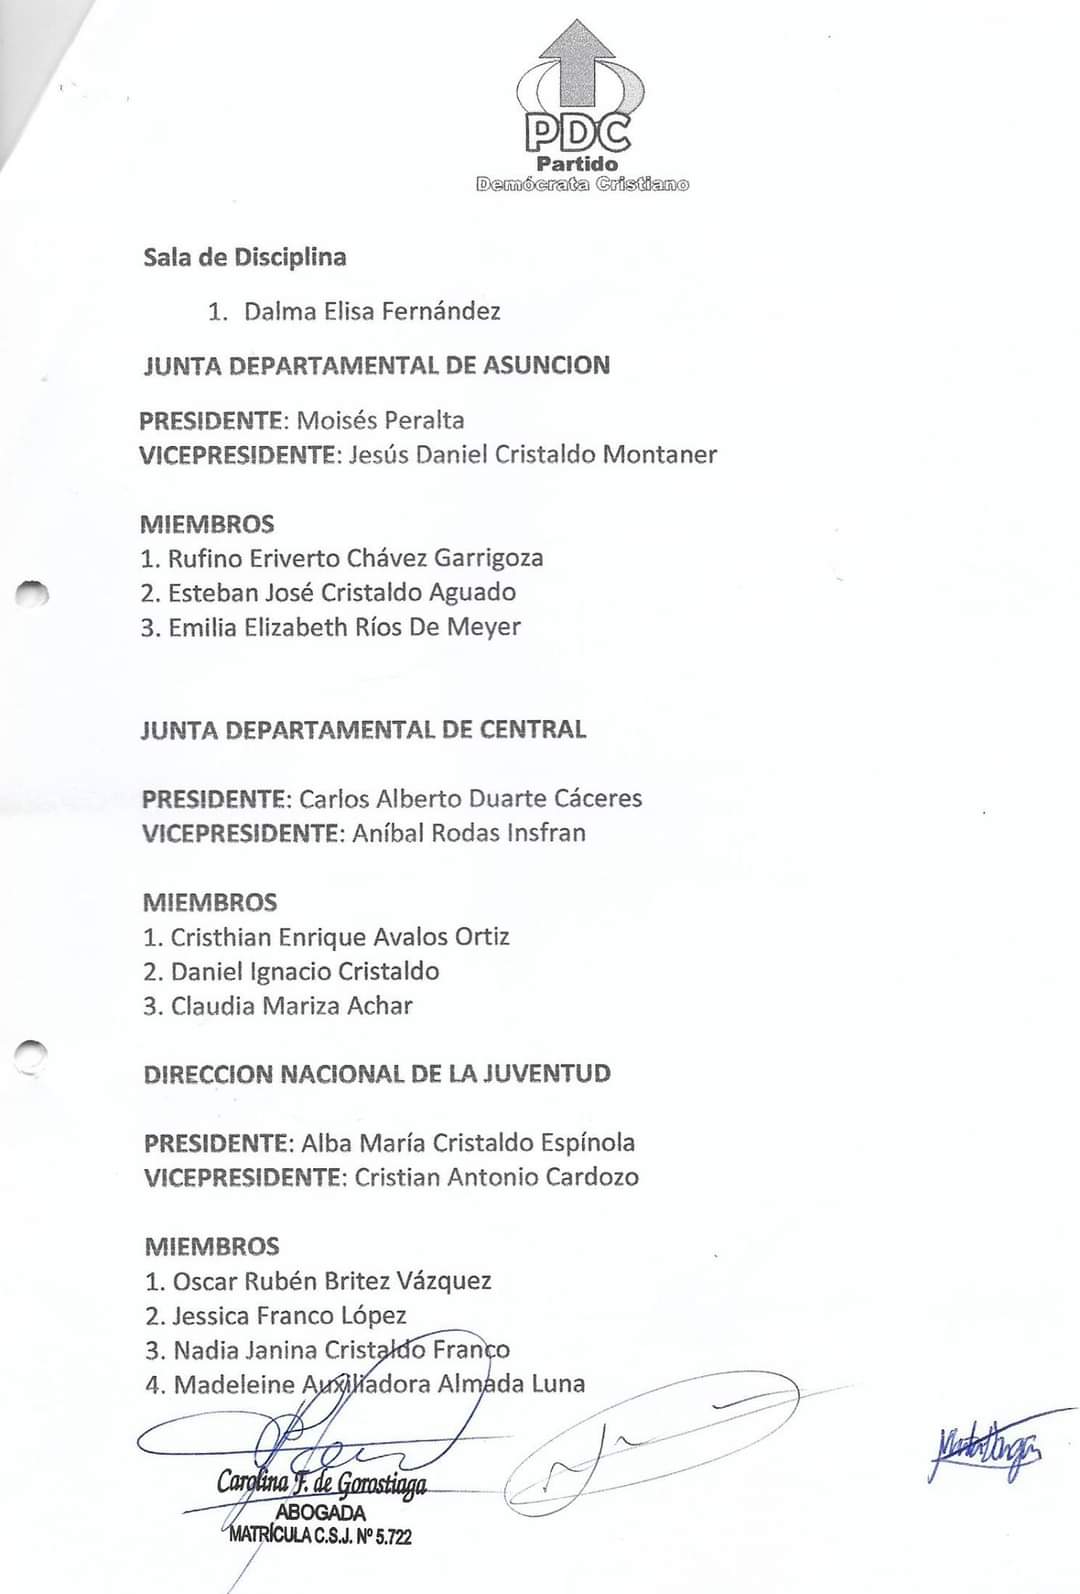 PDC
Partido
Demócrata Cristiano
Sala de Disciplina
1. Dalma Elisa Fernández
JUNTA DEPARTAMENTAL DE ASUNCION
PRESIDENTE: Moisés Peralta
VICEPRESIDENTE: Jesús Daniel Cristaldo Montaner
MIEMBROS
1. Rufino Eriverto Chávez Garrigoza
2. Esteban José Cristaldo Aguado
3. Emilia Elizabeth Ríos De Meyer
JUNTA DEPARTAMENTAL DE CENTRAL
PRESIDENTE: Carlos Alberto Duarte Cáceres
VICEPRESIDENTE: Aníbal Rodas Insfran
MIEMBROS
1. Cristhian Enrique Avalos Ortiz
2. Daniel Ignacio Cristaldo
3. Claudia Mariza Achar
DIRECCION NACIONAL DE LA JUVENTUD
PRESIDENTE: Alba María Cristaldo Espínola
VICEPRESIDENTE: Cristian Antonio Cardozo
MIEMBROS
1. Oscar Rubén Britez Vázquez
2. Jessica Franco López
3. Nadia Janina Cristaldo Franco
4. Madeleine Auxiliadora Almada Luna
Carolina F. de Gorostiaga
ABOGADA
MATRÍCULA C.S.J. Nº 5.722